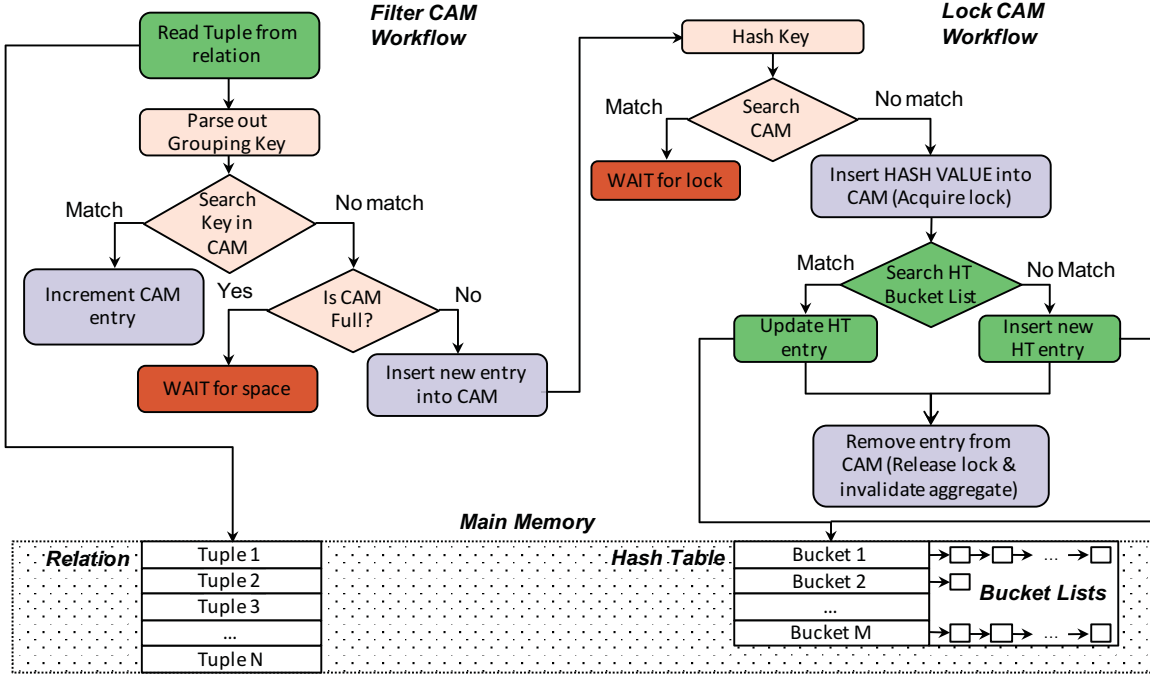 Filter CAM
Workflow
Read Tuple from
relation
Parse out
Grouping Key
Search
Key in
CAM
Match
No match
Increment CAM
entry
Is CAM
Full?
Yes
No
WAIT for space
Insert new entry
into CAM
Lock CAM
Workflow
Hash Key
Search
CAM
Match
No match
WAIT for lock
Insert HASH VALUE into
CAM (Acquire lock)
Search HT
Bucket List
Match
No Match
Update HT
entry
Insert new
HT entry
Remove entry from
CAM (Release lock &
invalidate aggregate)
Main Memory
Relation
Tuple 1
Tuple 2
Tuple 3
...
Tuple N
Hash Table
Bucket 1
Bucket 2
...
Bucket M
...
...
Bucket Lists